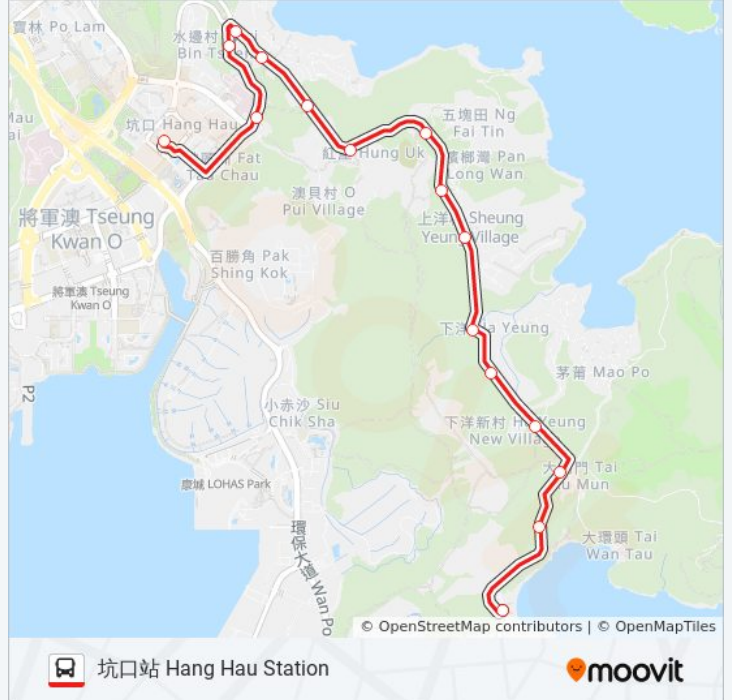 寶林 Po Lam
水邊村
Bin Ts
坑口 Hang Hau
Mau
ai
Fat
Tau Chau
五塊田 Ng
Fai Tin
Hung Uk
檳榔灣 Pan
Long Wan
澳貝村 O
Pui Village
將軍澳 Tseung
Kwan O
上洋 Sheung
Yeung Village
百勝角 Pak
Shing Kok
將軍澳 Tseung
Kwan O
下洋 Ha Yeung
茅莆 Mao Po
P2
小赤沙 Siu
Chik Sha
下洋新村 Ha Yeung
New Villa
Tai
Mun
康城 LOHAS Park
環保大道 Wan Po
大環頭 Tai
Wan Tau
© OpenStreetMap contributors | © OpenMapTiles
坑口站 Hang Hau Station
moovit